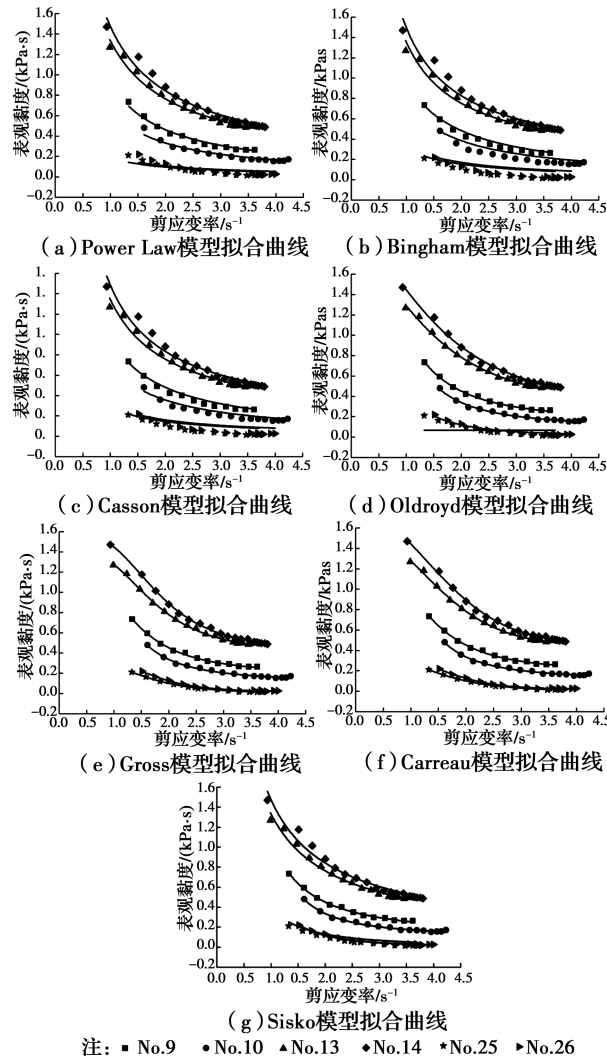 表观黏度/(kPa·s)
1.6
1.4
1.2
1.0
0.8
0.6
0.4
0.2
0.0
−0.2
0.0 0.5 1.0 1.5 2.0 2.5 3.0 3.5 4.0 4.5
剪应变率/s⁻¹
(a)Power Law模型拟合曲线
表观黏度/kPas
1.6
1.4
1.2
1.0
0.8
0.6
0.4
0.2
0.0
−0.2
0.0 0.5 1.0 1.5 2.0 2.5 3.0 3.5 4.0 4.5
剪应变率/s⁻¹
(b)Bingham模型拟合曲线
表观黏度/(kPa·s)
1.
1.
1.
1.
0.
0.
0.
0.
0.
−0.
0.0 0.5 1.0 1.5 2.0 2.5 3.0 3.5 4.0 4.5
剪应变率/s⁻¹
(c)Casson模型拟合曲线
表观黏度/kPas
1.6
1.4
1.2
1.0
0.8
0.6
0.4
0.2
0.0
−0.2
0.0 0.5 1.0 1.5 2.0 2.5 3.0 3.5 4.0 4.5
剪应变率/s⁻¹
(d)Oldroyd模型拟合曲线
表观黏度/(kPa·s)
1.6
1.4
1.2
1.0
0.8
0.6
0.4
0.2
0.0
−0.2
0.0 0.5 1.0 1.5 2.0 2.5 3.0 3.5 4.0 4.5
剪应变率/s⁻¹
(e)Gross模型拟合曲线
表观黏度/kPas
1.6
1.4
1.2
1.0
0.8
0.6
0.4
0.2
0.0
−0.2
0.0 0.5 1.0 1.5 2.0 2.5 3.0 3.5 4.0 4.5
剪应变率/s⁻¹
(f)Carreau模型拟合曲线
表观黏度/(kPa·s)
1.6
1.4
1.2
1.0
0.8
0.6
0.4
0.2
0.0
−0.2
0.0 0.5 1.0 1.5 2.0 2.5 3.0 3.5 4.0 4.5
剪应变率/s⁻¹
(g)Sisko模型拟合曲线
注: ■ No.9 ● No.10 ▲ No.13 ◆ No.14 ★ No.25 ▶ No.26